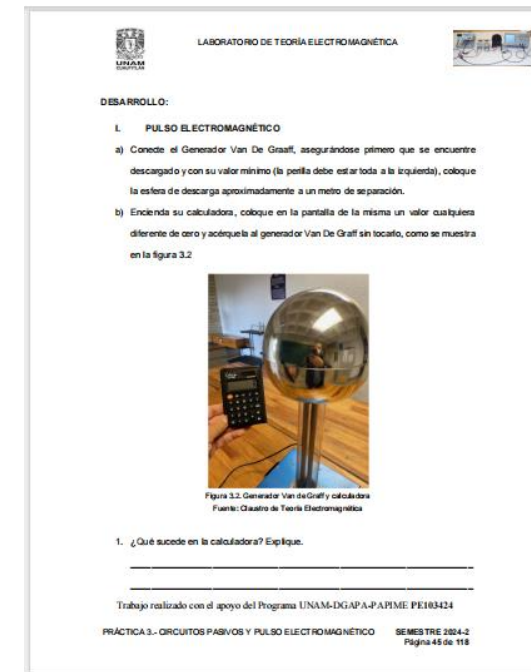 UNAM
CUAUTITLÁN
LABORATORIO DE TEORÍA ELECTROMAGNÉTICA
DESARROLLO:
I. PULSO ELECTROMAGNÉTICO
a) Conecte el Generador Van De Graaff, asegurándose primero que se encuentre
descargado y con su valor mínimo (la perilla debe estar toda a la izquierda), coloque
la esfera de descarga aproximadamente a un metro de separación.
b) Encienda su calculadora, coloque en la pantalla de la misma un valor cualquiera
diferente de cero y acérquela al generador Van De Graff sin tocarlo, como se muestra
en la figura 3.2
Figura 3.2. Generador Van de Graff y calculadora
Fuente: Claustro de Teoría Electromagnética
1. ¿Qué sucede en la calculadora? Explique.
Trabajo realizado con el apoyo del Programa UNAM-DGAPA-PAPIME PE103424
PRÁCTICA 3.- CIRCUITOS PASIVOS Y PULSO ELECTROMAGNÉTICO SEMESTRE 2024-2
Página 45 de 118